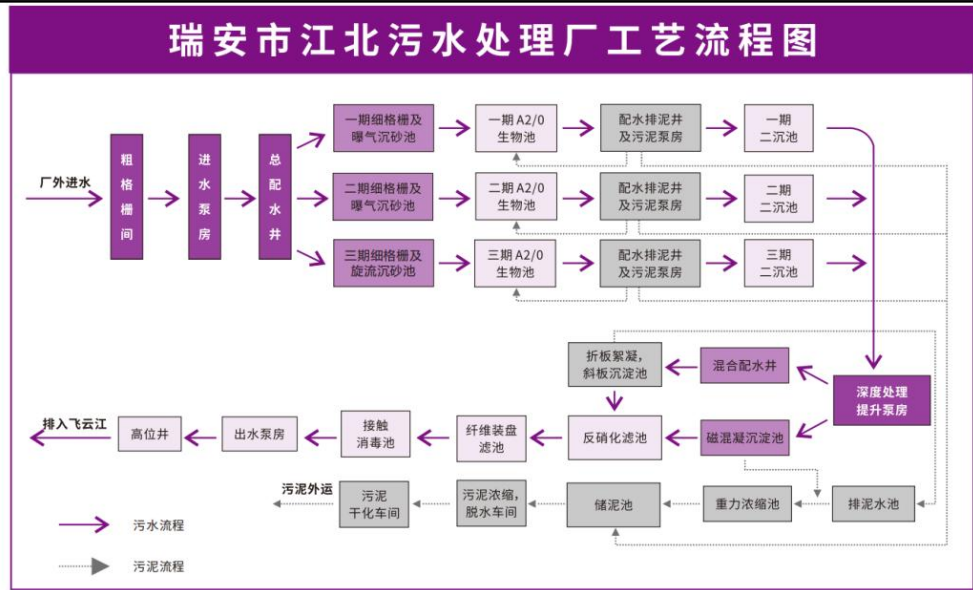 瑞安市江北污水处理厂工艺流程图
厂外进水
粗格栅间
进水泵房
总配水井
一期细格栅及
曝气沉砂池
一期 A2/0
生物池
配水排泥井
及污泥泵房
一期
二沉池
二期细格栅及
曝气沉砂池
二期 A2/0
生物池
配水排泥井
及污泥泵房
二期
二沉池
三期细格栅及
旋流沉砂池
三期 A2/0
生物池
配水排泥井
及污泥泵房
三期
二沉池
折板絮凝，
斜板沉淀池
混合配水井
深度处理
提升泵房
排入飞云江
高位井
出水泵房
接触
消毒池
纤维装盘
滤池
反硝化滤池
磁混凝沉淀池
污泥外运
污泥
干化车间
污泥浓缩，
脱水车间
储泥池
重力浓缩池
排泥水池
污水流程
污泥流程